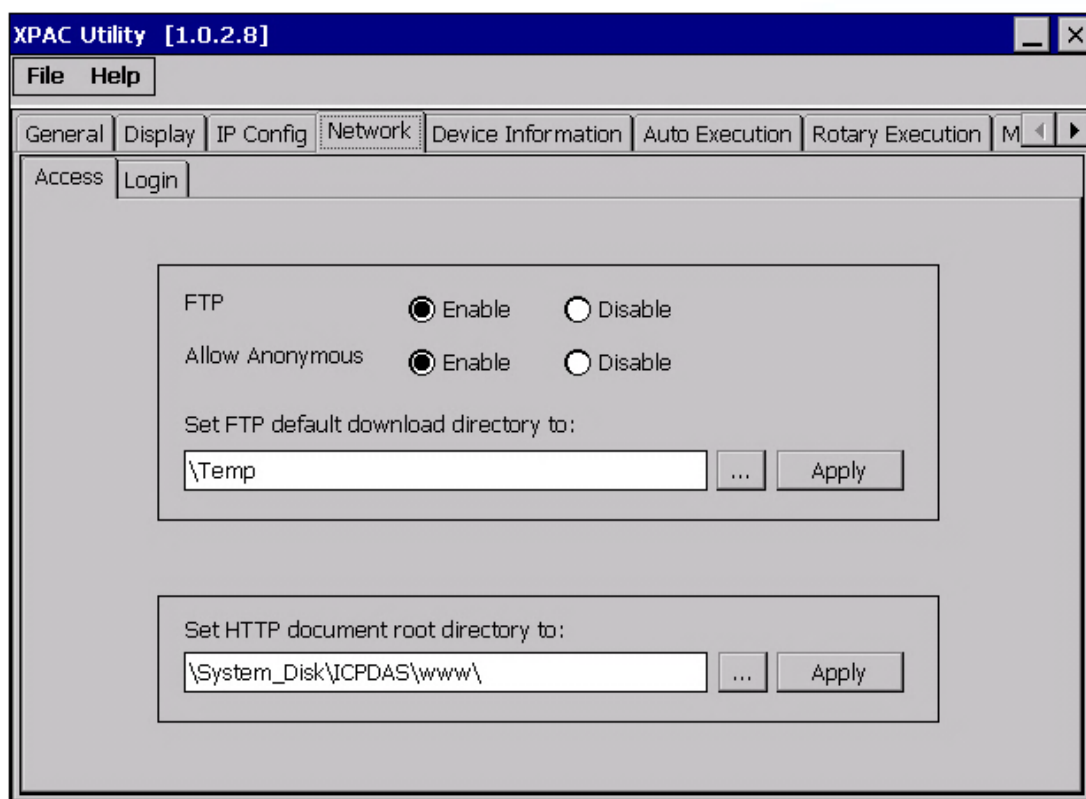 XPAC Utility [1.0.2.8]
File Help
General Display IP Config Network Device Information Auto Execution Rotary Execution M
Access Login
FTP Enable Disable
Allow Anonymous Enable Disable
Set FTP default download directory to:
\Temp ... Apply
Set HTTP document root directory to:
\System_Disk\ICPDAS\www\ ... Apply